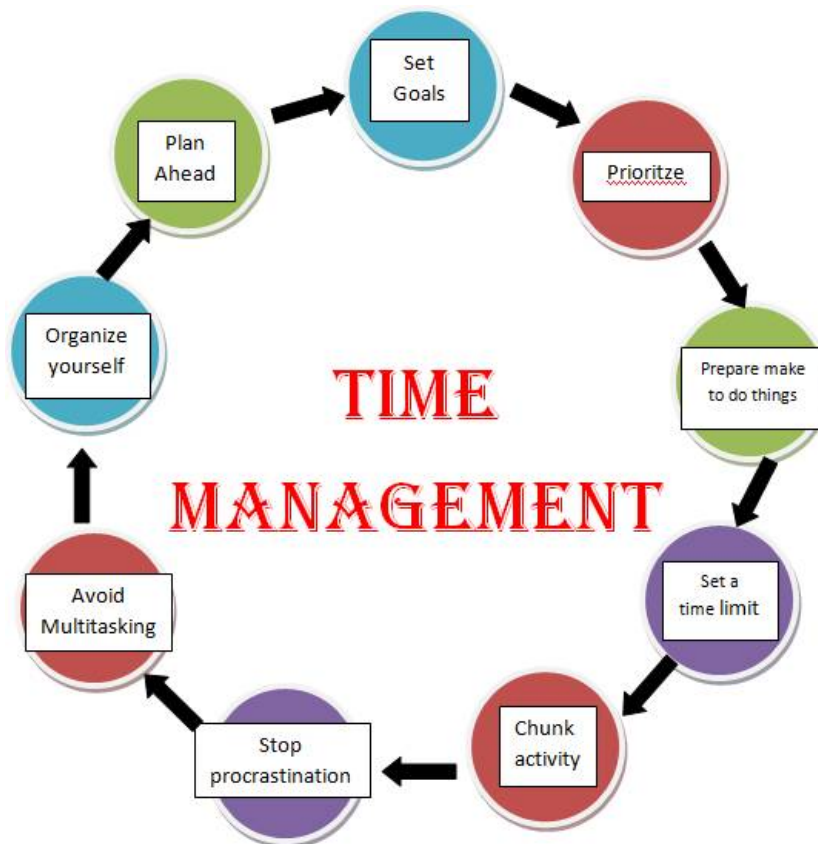 Set
Goals
Prioritze
Prepare make
to do things
Set a
time limit
Chunk
activity
Stop
procrastination
Avoid
Multitasking
Organize
yourself
Plan
Ahead
TIME
MANAGEMENT